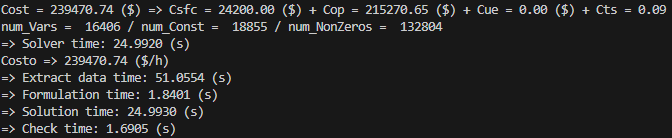 Cost = 239470.74 ($) => Csfc = 24200.00 ($) + Cop = 215270.65 ($) + Cue = 0.00 ($) + Cts = 0.09
num_Vars =  16406 / num_Const =  18855 / num_NonZeros =  132804
=> Solver time: 24.9920 (s)
Costo => 239470.74 ($/h)
=> Extract data time: 51.0554 (s)
=> Formulation time: 1.8401 (s)
=> Solution time: 24.9930 (s)
=> Check time: 1.6905 (s)